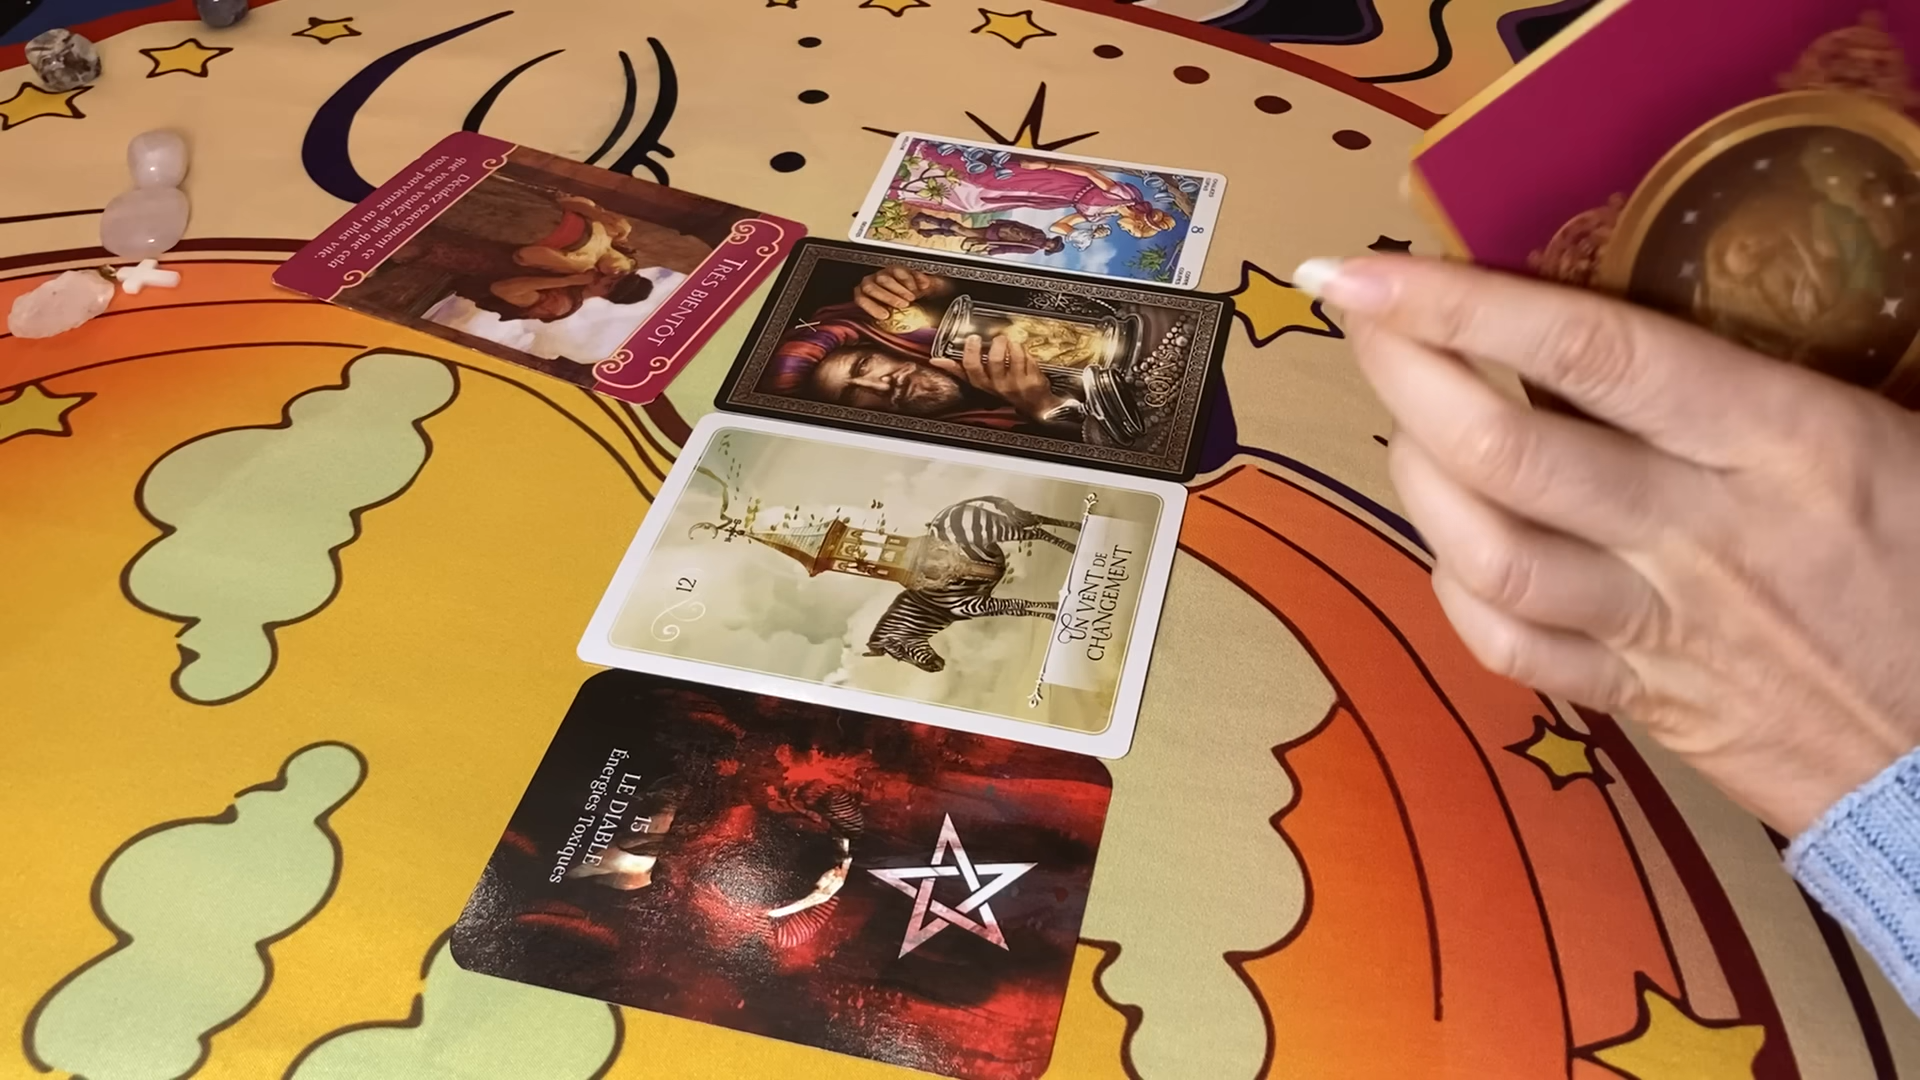 TRÈS BIENTÔT
Décidez exactement ce
que vous voulez afin que cela
vous parvienne au plus vite.
8
X
COINS
12
UN VENT DE
CHANGEMENT
15
LE DIABLE
Énergies Toxiques